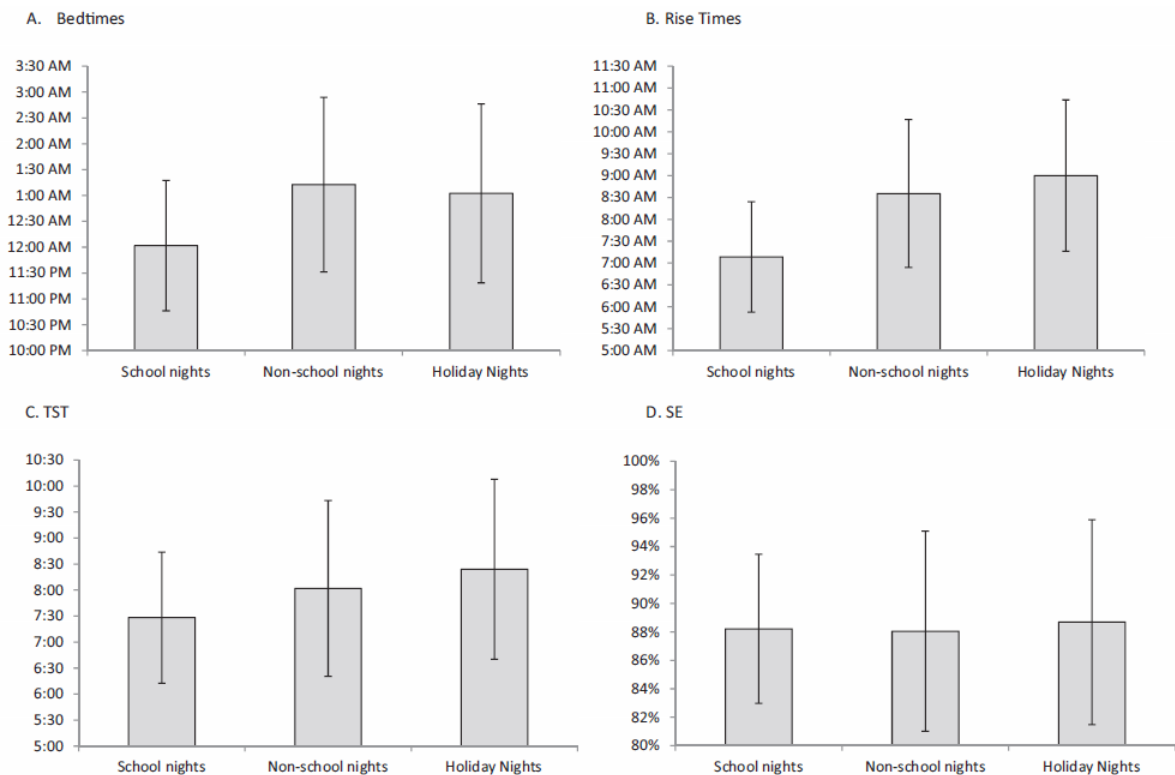 A. Bedtimes
3:30 AM
3:00 AM
2:30 AM
2:00 AM
1:30 AM
1:00 AM
12:30 AM
12:00 AM
11:30 PM
11:00 PM
10:30 PM
10:00 PM
School nights
Non-school nights
Holiday Nights
B. Rise Times
11:30 AM
11:00 AM
10:30 AM
10:00 AM
9:30 AM
9:00 AM
8:30 AM
8:00 AM
7:30 AM
7:00 AM
6:30 AM
6:00 AM
5:30 AM
5:00 AM
School nights
Non-school nights
Holiday Nights
C. TST
10:30
10:00
9:30
9:00
8:30
8:00
7:30
7:00
6:30
6:00
5:30
5:00
School nights
Non-school nights
Holiday Nights
D. SE
100%
98%
96%
94%
92%
90%
88%
86%
84%
82%
80%
School nights
Non-school nights
Holiday Nights